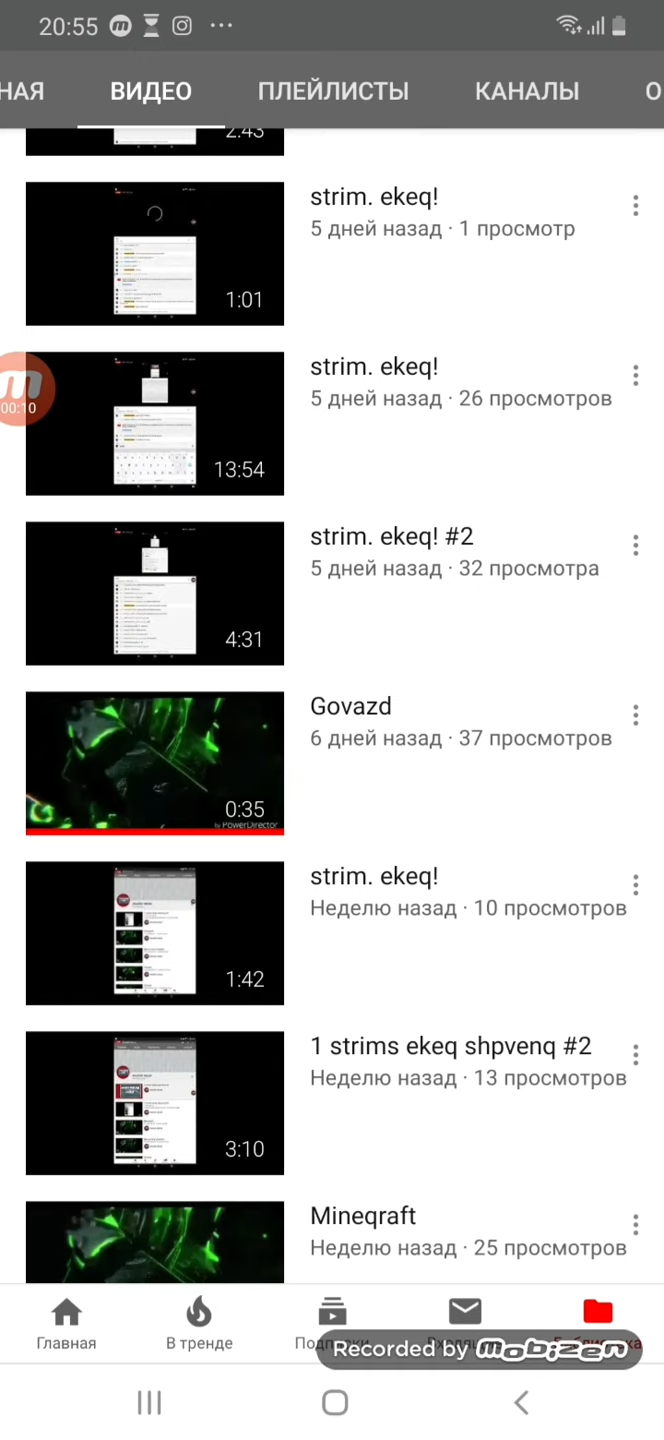 20:55
НАЯ ВИДЕО ПЛЕЙЛИСТЫ КАНАЛЫ О
2:43
strim. ekeq!
5 дней назад · 1 просмотр
1:01
strim. ekeq!
5 дней назад · 26 просмотров
00:10
13:54
strim. ekeq! #2
5 дней назад · 32 просмотра
4:31
Govazd
6 дней назад · 37 просмотров
0:35
by PowerDirector
strim. ekeq!
Неделю назад · 10 просмотров
1:42
1 strims ekeq shpvenq #2
Неделю назад · 13 просмотров
3:10
Mineqraft
Неделю назад · 25 просмотров
Главная В тренде
Recorded by mobizen